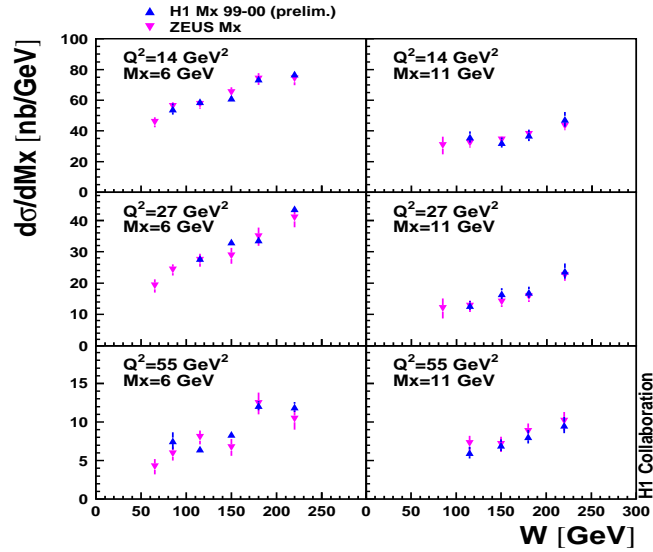 H1 Mx 99-00 (prelim.)
ZEUS Mx
dσ/dMx [nb/GeV]
100
80
60
40
20
0
Q²=14 GeV²
Mx=6 GeV
Q²=14 GeV²
Mx=11 GeV
40
30
20
10
0
Q²=27 GeV²
Mx=6 GeV
Q²=27 GeV²
Mx=11 GeV
15
10
5
0
Q²=55 GeV²
Mx=6 GeV
Q²=55 GeV²
Mx=11 GeV
0 50 100 150 200 250 0 50 100 150 200 250 300
W [GeV]
H1 Collaboration